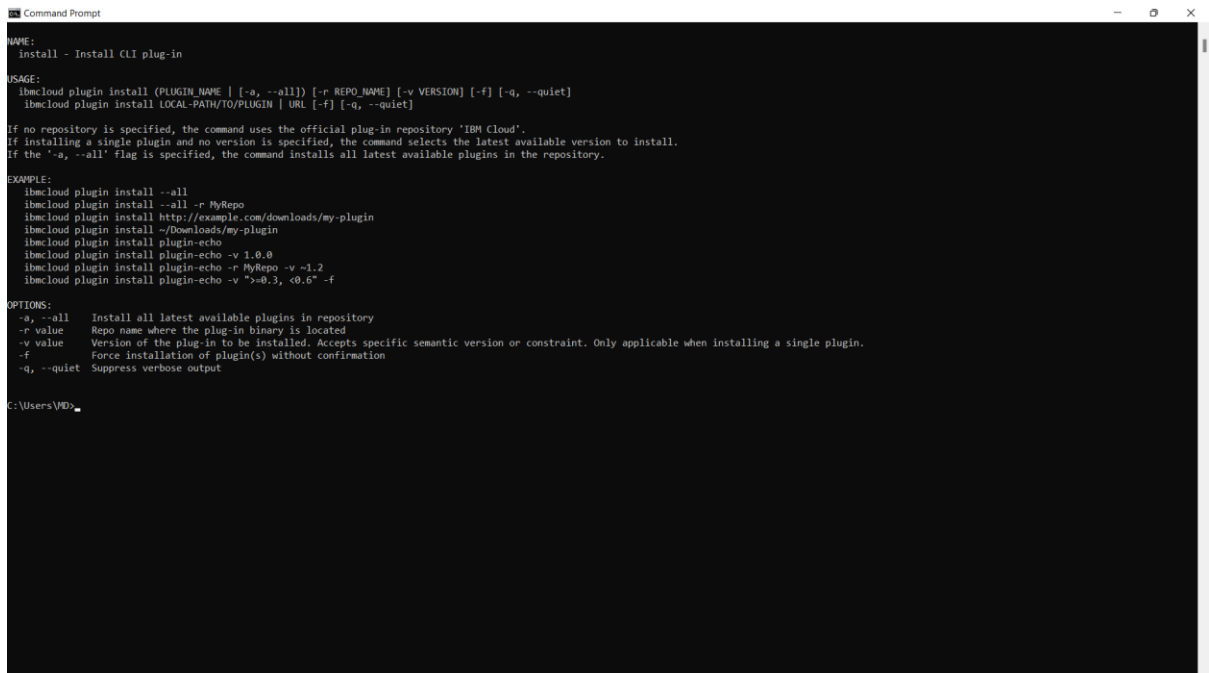 Command Prompt
NAME:
install - Install CLI plug-in
USAGE:
ibmcloud plugin install (PLUGIN_NAME | [-a, --all]) [-r REPO_NAME] [-v VERSION] [-f] [-q, --quiet]
ibmcloud plugin install LOCAL-PATH/TO/PLUGIN | URL [-f] [-q, --quiet]
If no repository is specified, the command uses the official plug-in repository 'IBM Cloud'.
If installing a single plugin and no version is specified, the command selects the latest available version to install.
If the '-a, --all' flag is specified, the command installs all latest available plugins in the repository.
EXAMPLE:
ibmcloud plugin install --all
ibmcloud plugin install --all -r MyRepo
ibmcloud plugin install http://example.com/downloads/my-plugin
ibmcloud plugin install ~/Downloads/my-plugin
ibmcloud plugin install plugin-echo
ibmcloud plugin install plugin-echo -v 1.0.0
ibmcloud plugin install plugin-echo -r MyRepo -v ~1.2
ibmcloud plugin install plugin-echo -v ">=0.3, <0.6" -f
OPTIONS:
-a, --all    Install all latest available plugins in repository
-r value     Repo name where the plug-in binary is located
-v value     Version of the plug-in to be installed. Accepts specific semantic version or constraint. Only applicable when installing a single plugin.
-f           Force installation of plugin(s) without confirmation
-q, --quiet  Suppress verbose output
C:\Users\MD>